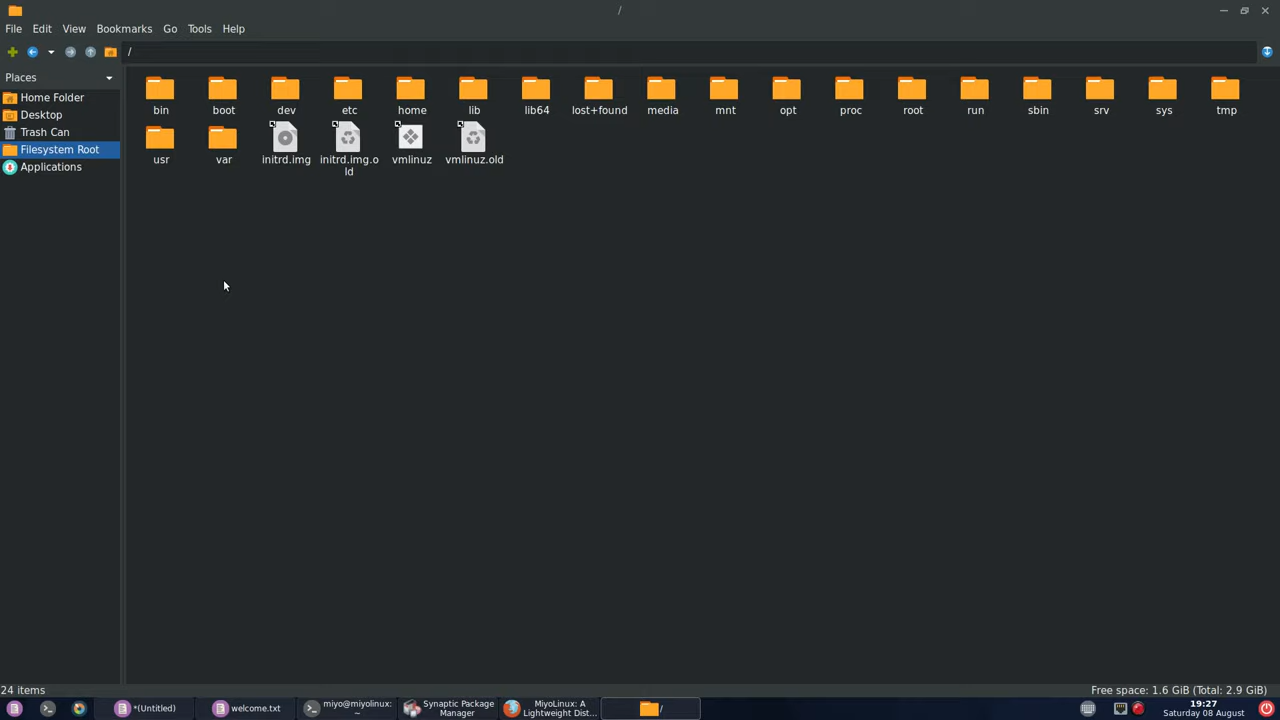 /
File Edit View Bookmarks Go Tools Help
/
Places
Home Folder
Desktop
Trash Can
Filesystem Root
Applications
bin boot dev etc home lib lib64 lost+found media mnt opt proc root run sbin srv sys tmp
usr var initrd.img initrd.img.o vmlinuz vmlinuz.old
ld
24 items
Free space: 1.6 GiB (Total: 2.9 GiB)
*(Untitled)
welcome.txt
miyo@miyolinux:
~
Synaptic Package
Manager
MiyoLinux: A
Lightweight Dist...
/
19:27
Saturday 08 August